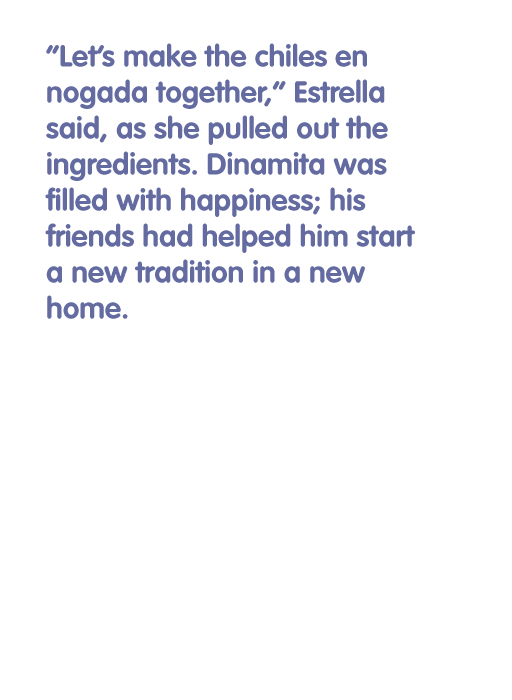 “Let’s make the chiles en
nogada together,” Estrella
said, as she pulled out the
ingredients. Dinamita was
filled with happiness; his
friends had helped him start
a new tradition in a new
home.